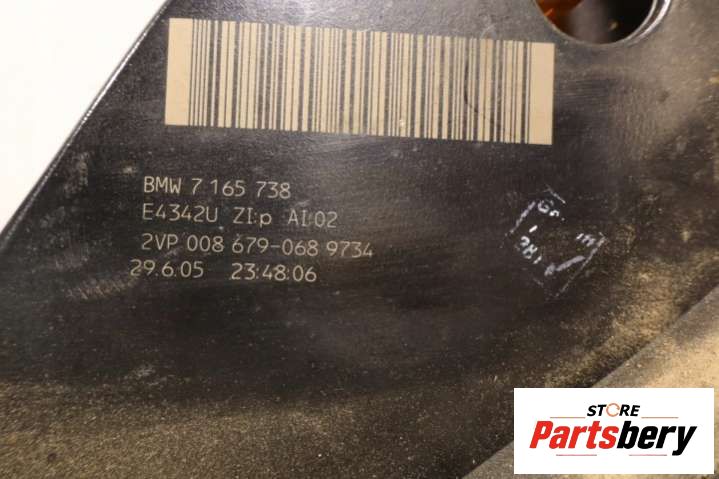 BMW 7 165 738
E4342U ZI:p AI:02
2VP 008 679-068 9734
29.6.05 23:48:06
STORE
Partsbery